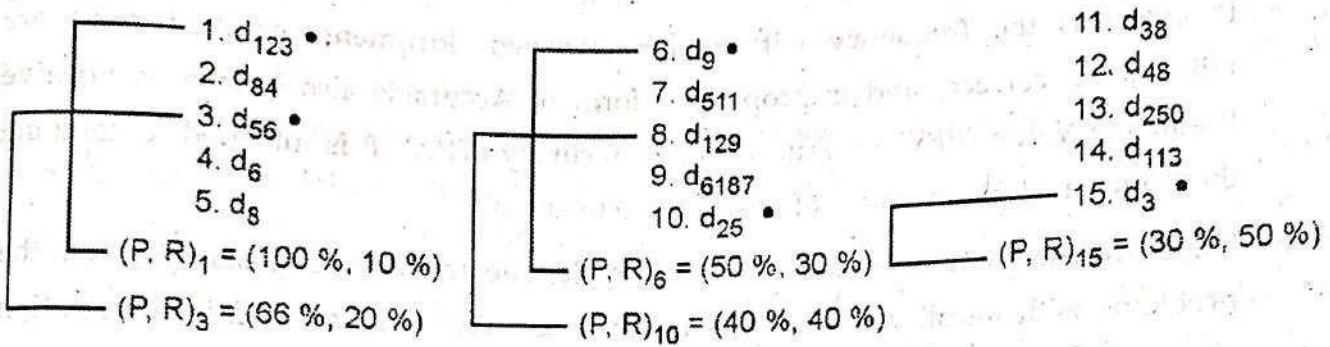 1. d123 •
2. d84
3. d56 •
4. d6
5. d8
(P, R)1 = (100 %, 10 %)
(P, R)3 = (66 %, 20 %)
6. d9 •
7. d511
8. d129
9. d6187
10. d25 •
(P, R)6 = (50 %, 30 %)
(P, R)10 = (40 %, 40 %)
11. d38
12. d48
13. d250
14. d113
15. d3 •
(P, R)15 = (30 %, 50 %)